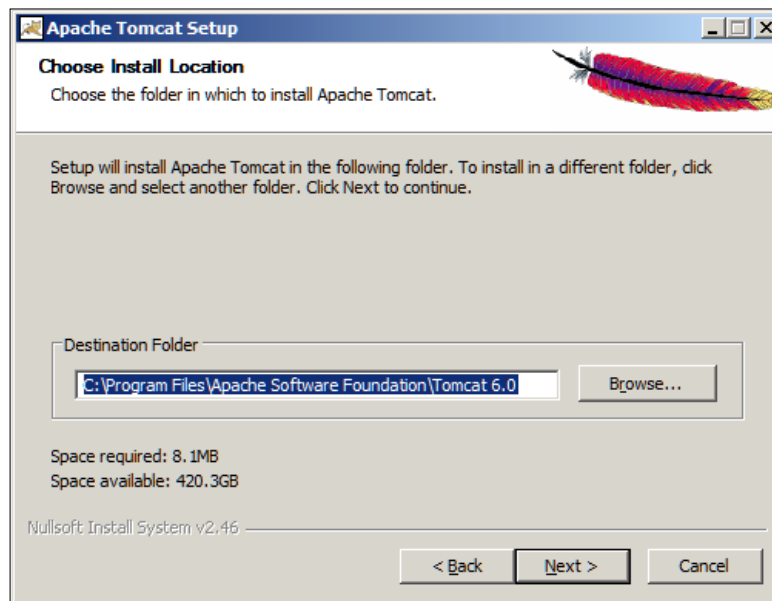 Apache Tomcat Setup
Choose Install Location
Choose the folder in which to install Apache Tomcat.
Setup will install Apache Tomcat in the following folder. To install in a different folder, click
Browse and select another folder. Click Next to continue.
Destination Folder
C:\Program Files\Apache Software Foundation\Tomcat 6.0
Browse...
Space required: 8.1MB
Space available: 420.3GB
Nullsoft Install System v2.46
< Back
Next >
Cancel